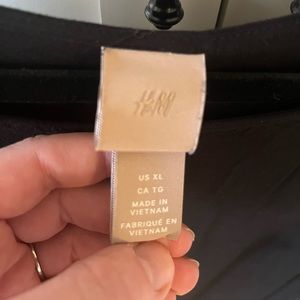 H&M
US XL
CA TG
MADE IN
VIETNAM
FABRIQUÉ EN
VIETNAM